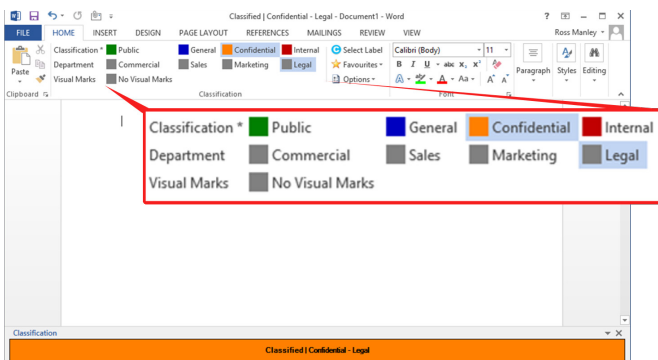 Classified | Confidential - Legal - Document1 - Word
Ross Manley
FILE HOME INSERT DESIGN PAGE LAYOUT REFERENCES MAILINGS REVIEW VIEW
Paste
Clipboard
Classification * Public General Confidential Internal
Department Commercial Sales Marketing Legal
Visual Marks No Visual Marks
Classification
Select Label
Favourites
Options
Calibri (Body) 11
B I U abc x₂ x²
A A Aa A A
Font
Paragraph
Styles
Editing
Classification * Public General Confidential Internal
Department Commercial Sales Marketing Legal
Visual Marks No Visual Marks
Classification
Classified | Confidential - Legal